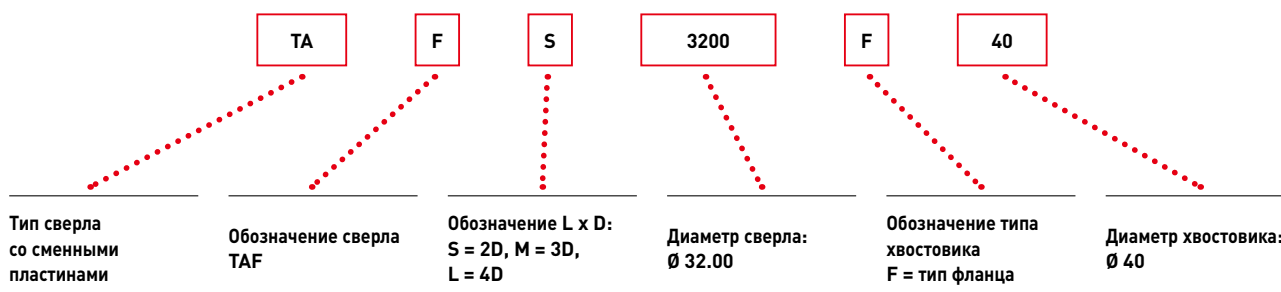 TA F S 3200 F 40
Тип сверла
со сменными
пластинами
Обозначение сверла
TAF
Обозначение L x D:
S = 2D, M = 3D,
L = 4D
Диаметр сверла:
Ø 32.00
Обозначение типа
хвостовика
F = тип фланца
Диаметр хвостовика:
Ø 40